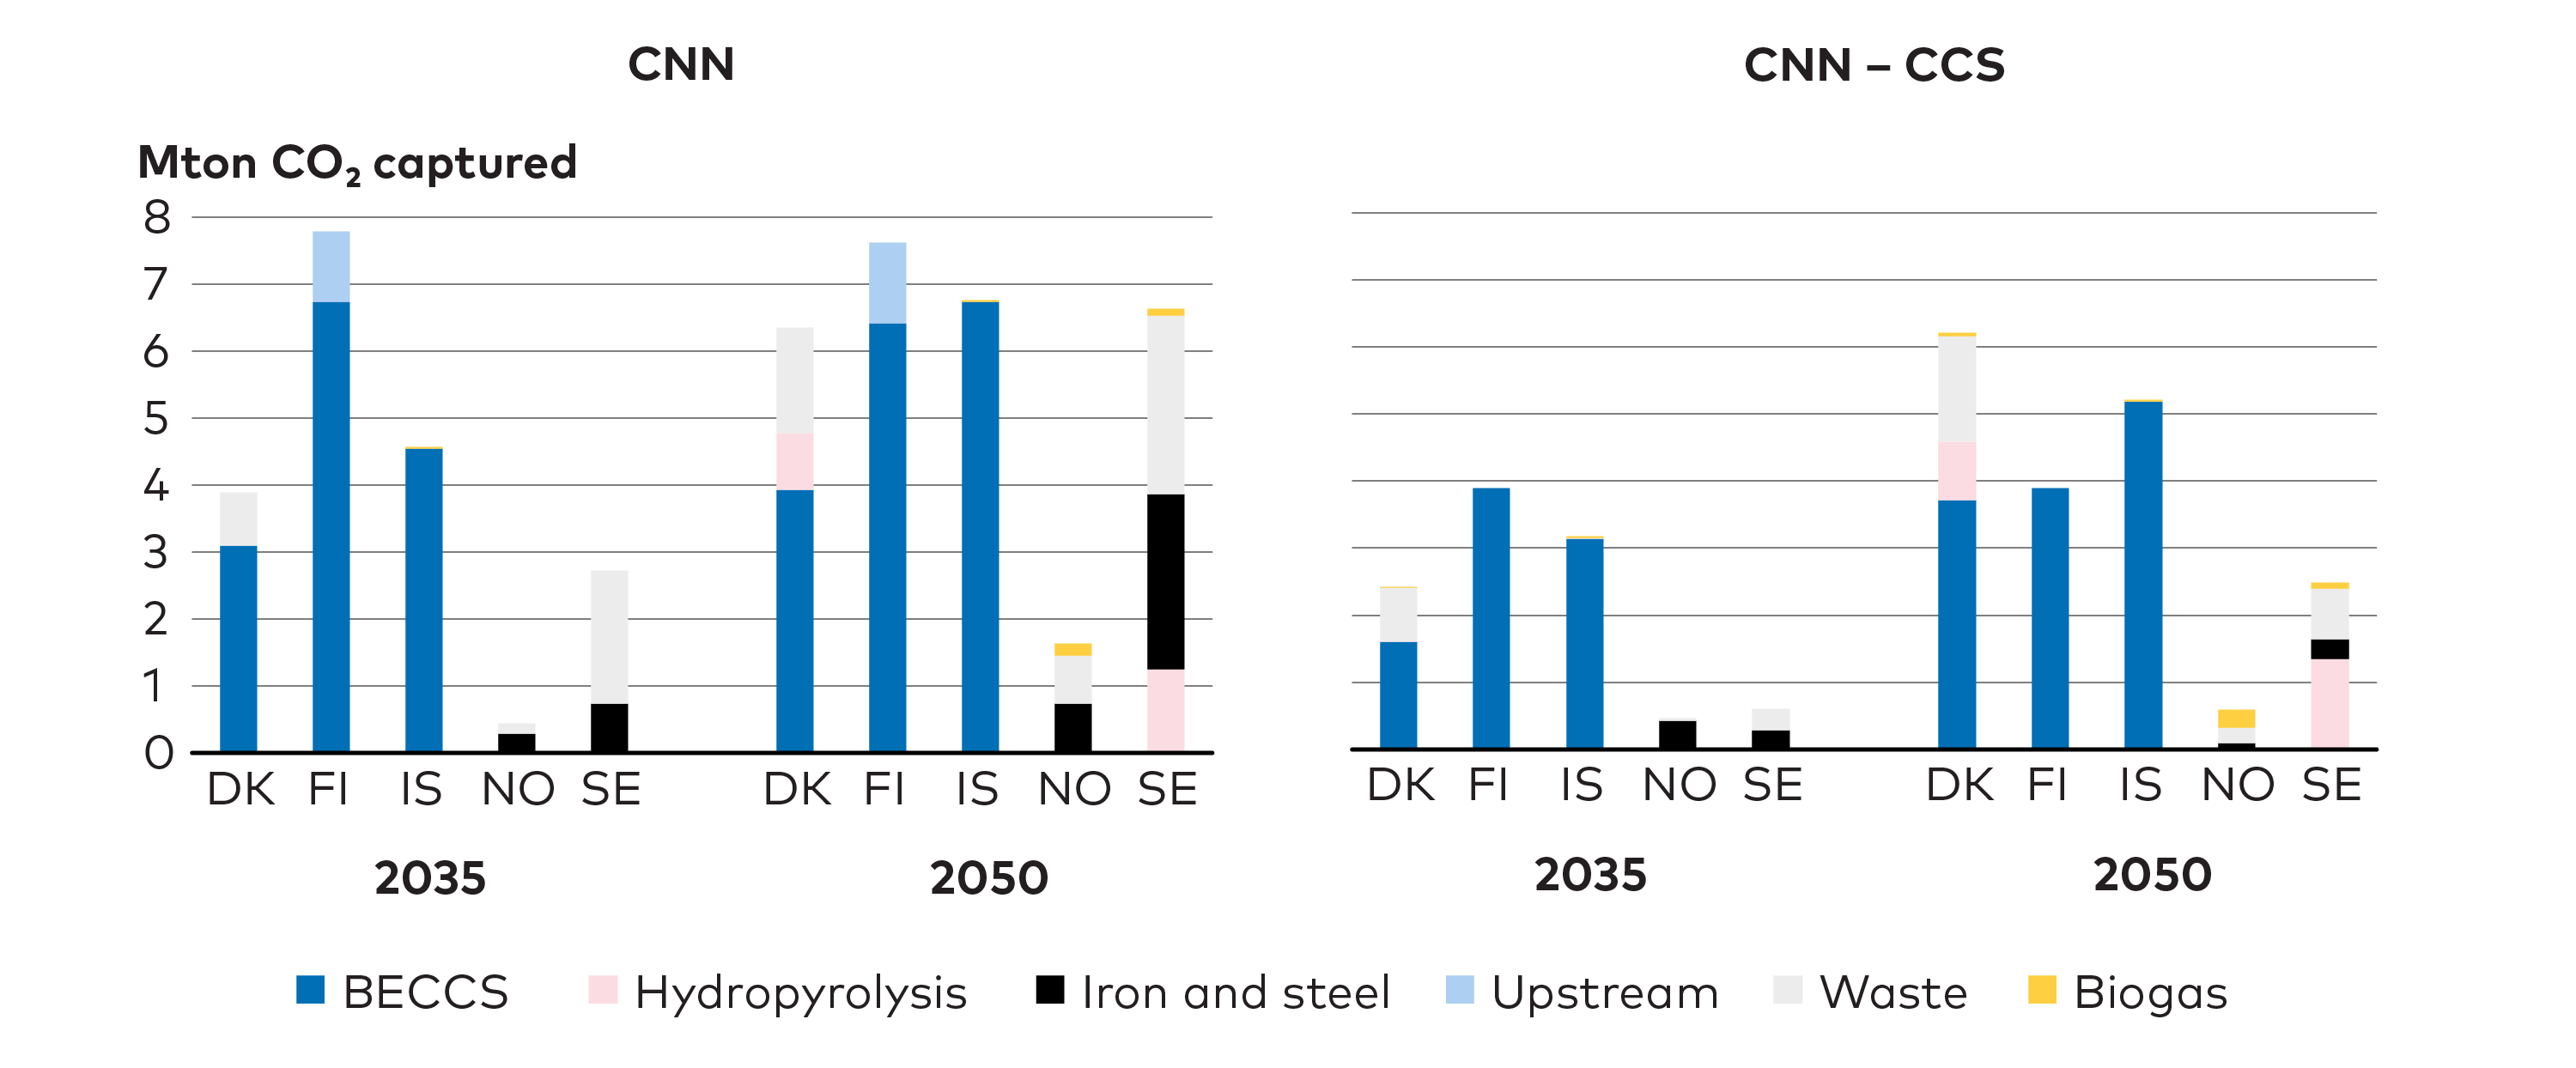 CNN
CNN – CCS
Mton CO₂ captured
8
7
6
5
4
3
2
1
0
DK FI IS NO SE DK FI IS NO SE
DK FI IS NO SE DK FI IS NO SE
2035 2050
2035 2050
BECCS Hydropyrolysis Iron and steel Upstream Waste Biogas